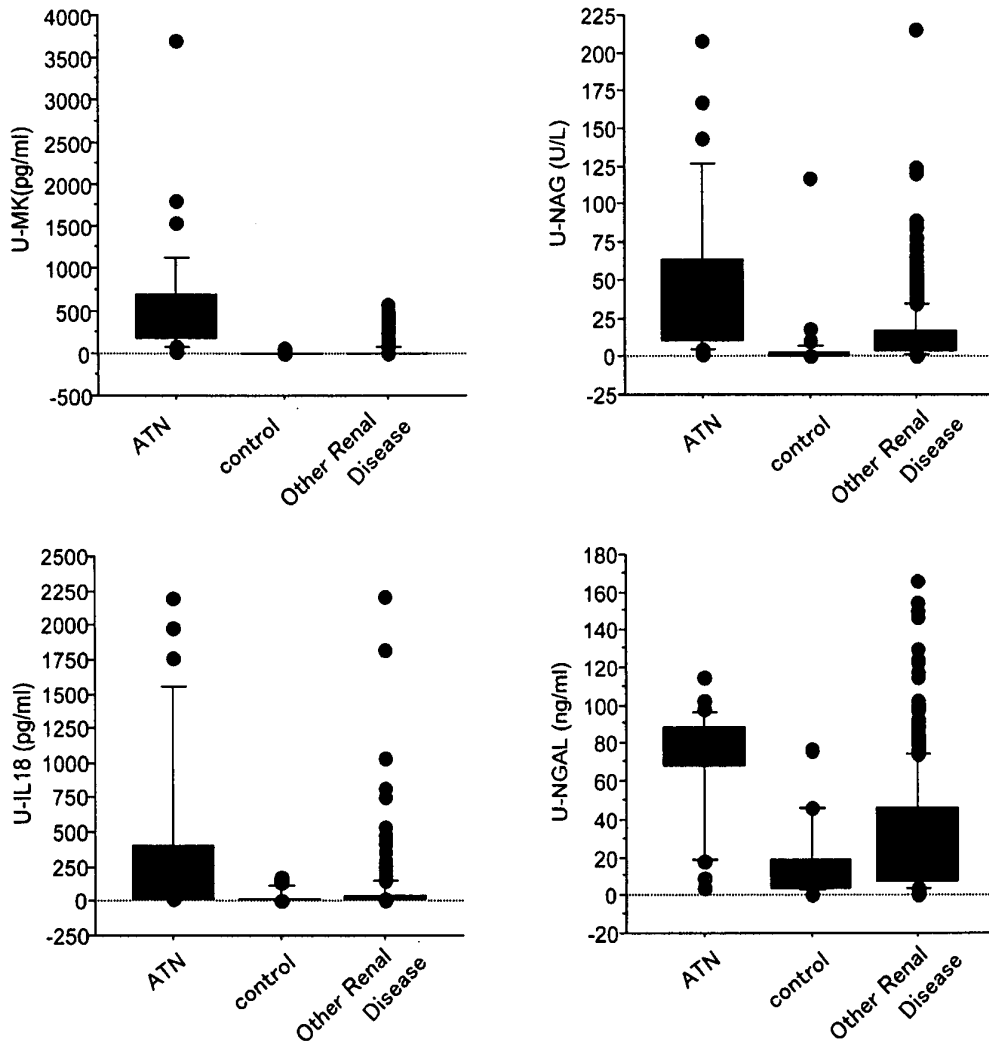 4000
3500
3000
2500
2000
1500
1000
500
0
-500
U-MK(pg/ml)
ATN
control
Other Renal
Disease
225
200
175
150
125
100
75
50
25
0
-25
U-NAG (U/L)
ATN
control
Other Renal
Disease
2500
2250
2000
1750
1500
1250
1000
750
500
250
0
-250
U-IL18 (pg/ml)
ATN
control
Other Renal
Disease
180
160
140
120
100
80
60
40
20
0
-20
U-NGAL (ng/ml)
ATN
control
Other Renal
Disease